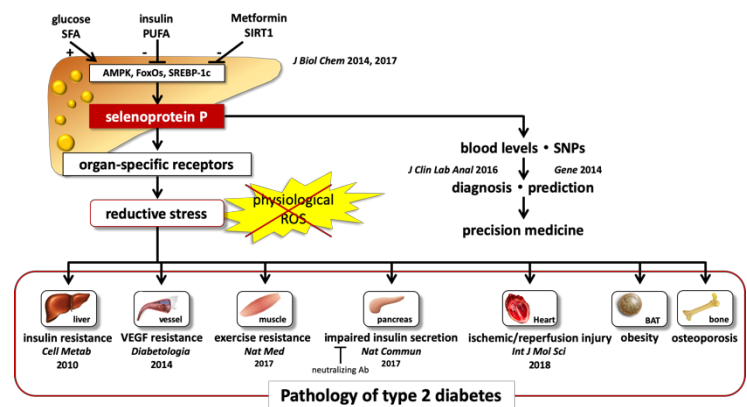 glucose
SFA
insulin
PUFA
Metformin
SIRT1
+
-
-
AMPK, FoxOs, SREBP-1c
J Biol Chem 2014, 2017
selenoprotein P
organ-specific receptors
reductive stress
physiological
ROS
blood levels・SNPs
J Clin Lab Anal 2016
Gene 2014
diagnosis・prediction
precision medicine
liver
insulin resistance
Cell Metab
2010
vessel
VEGF resistance
Diabetologia
2014
muscle
exercise resistance
Nat Med
2017
pancreas
impaired insulin secretion
Nat Commun
2017
neutralizing Ab
Heart
ischemic/reperfusion injury
Int J Mol Sci
2018
BAT
obesity
bone
osteoporosis
Pathology of type 2 diabetes